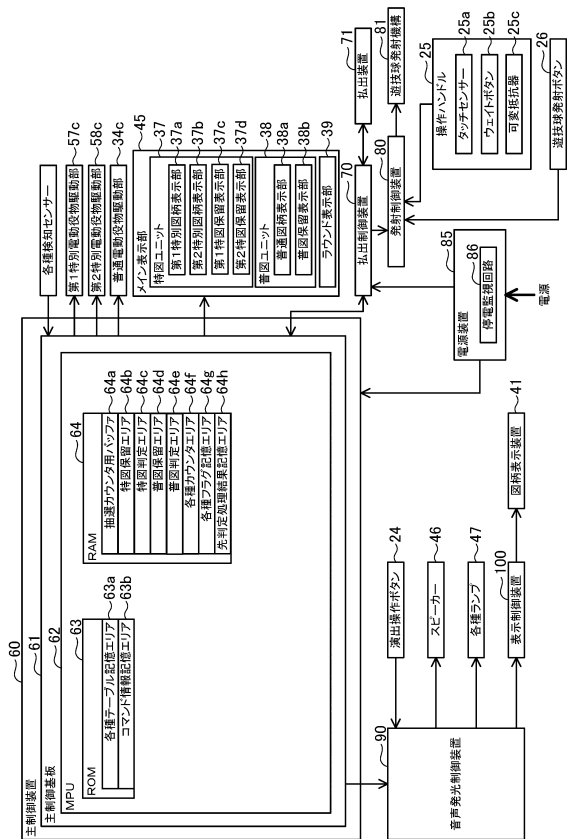 主制御装置 60
主制御基板 61
MPU 62
ROM 63
各種テーブル記憶エリア 63a
コマンド情報記憶エリア 63b
RAM 64
抽選カウンタ用バッファ 64a
特図保留エリア 64b
特図判定エリア 64c
普図保留エリア 64d
普図判定エリア 64e
各種カウンタエリア 64f
各種フラグ記憶エリア 64g
先判定処理結果記憶エリア 64h
各種検知センサー
第1特別電動役物駆動部 57c
第2特別電動役物駆動部 58c
普通電動役物駆動部 34c
メイン表示部 45
特図ユニット 37
第1特別図柄表示部 37a
第2特別図柄表示部 37b
第1特図保留表示部 37c
第2特図保留表示部 37d
普図ユニット 38
普通図柄表示部 38a
普図保留表示部 38b
ラウンド表示部 39
払出制御装置 70
払出装置 71
発射制御装置 80
遊技球発射機構 81
操作ハンドル 25
タッチセンサー 25a
ウェイトボタン 25b
可変抵抗器 25c
遊技球発射ボタン 26
電源装置 85
停電監視回路 86
電源
音声発光制御装置 90
演出操作ボタン 24
スピーカー 46
各種ランプ 47
表示制御装置 100
図柄表示装置 41